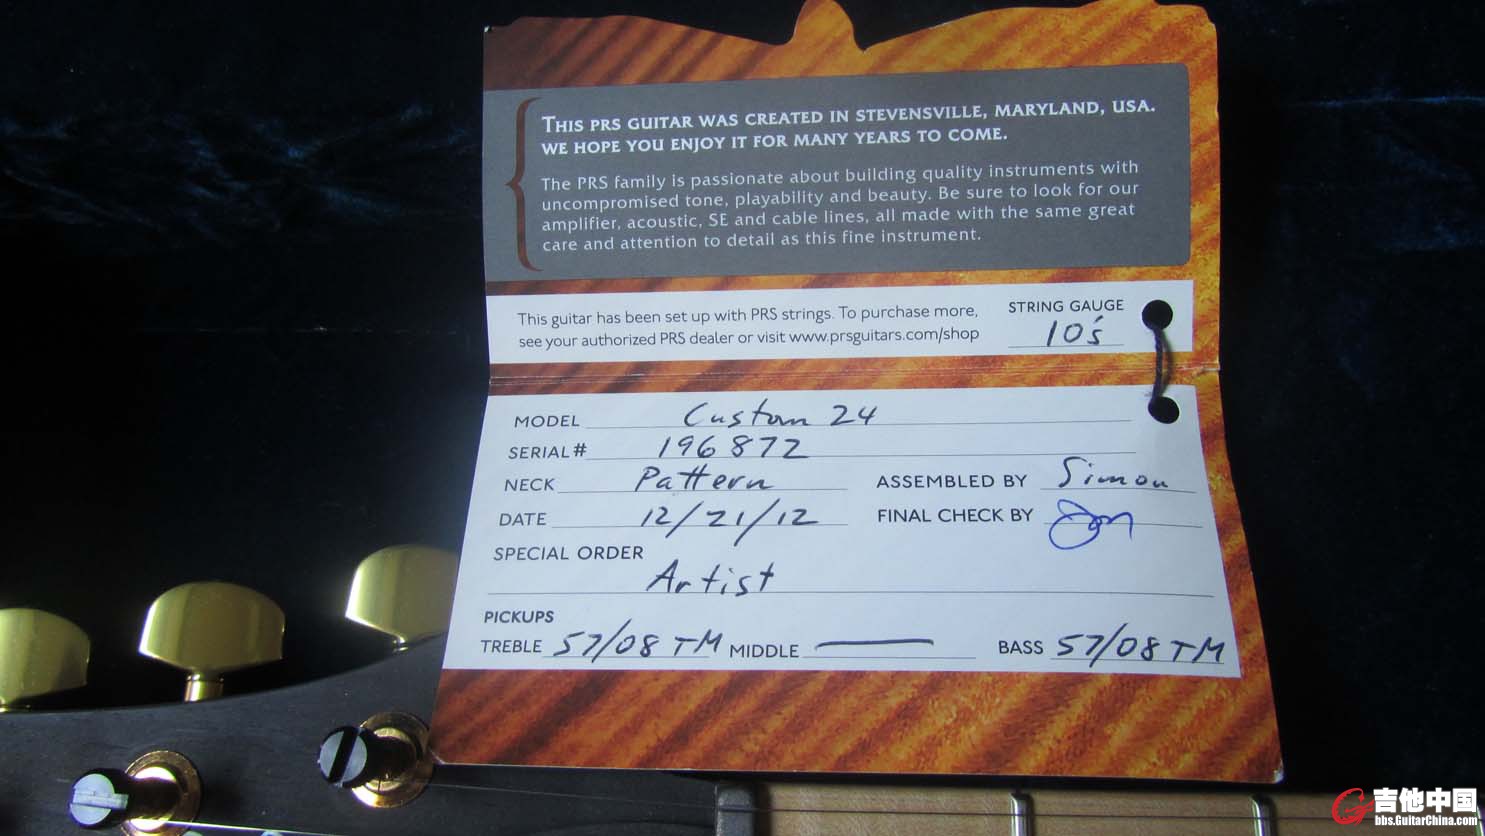 THIS PRS GUITAR WAS CREATED IN STEVENSVILLE, MARYLAND, USA.
WE HOPE YOU ENJOY IT FOR MANY YEARS TO COME.
The PRS family is passionate about building quality instruments with
uncompromised tone, playability and beauty. Be sure to look for our
amplifier, acoustic, SE and cable lines, all made with the same great
care and attention to detail as this fine instrument.
This guitar has been set up with PRS strings. To purchase more,
see your authorized PRS dealer or visit www.prsguitars.com/shop
STRING GAUGE
10's
MODEL Custom 24
SERIAL# 196872
NECK Pattern
ASSEMBLED BY Simon
DATE 12/21/12
FINAL CHECK BY
SPECIAL ORDER
Artist
PICKUPS
TREBLE 57/08 TM MIDDLE BASS 57/08 TM
吉他中国
bbs.GuitarChina.com